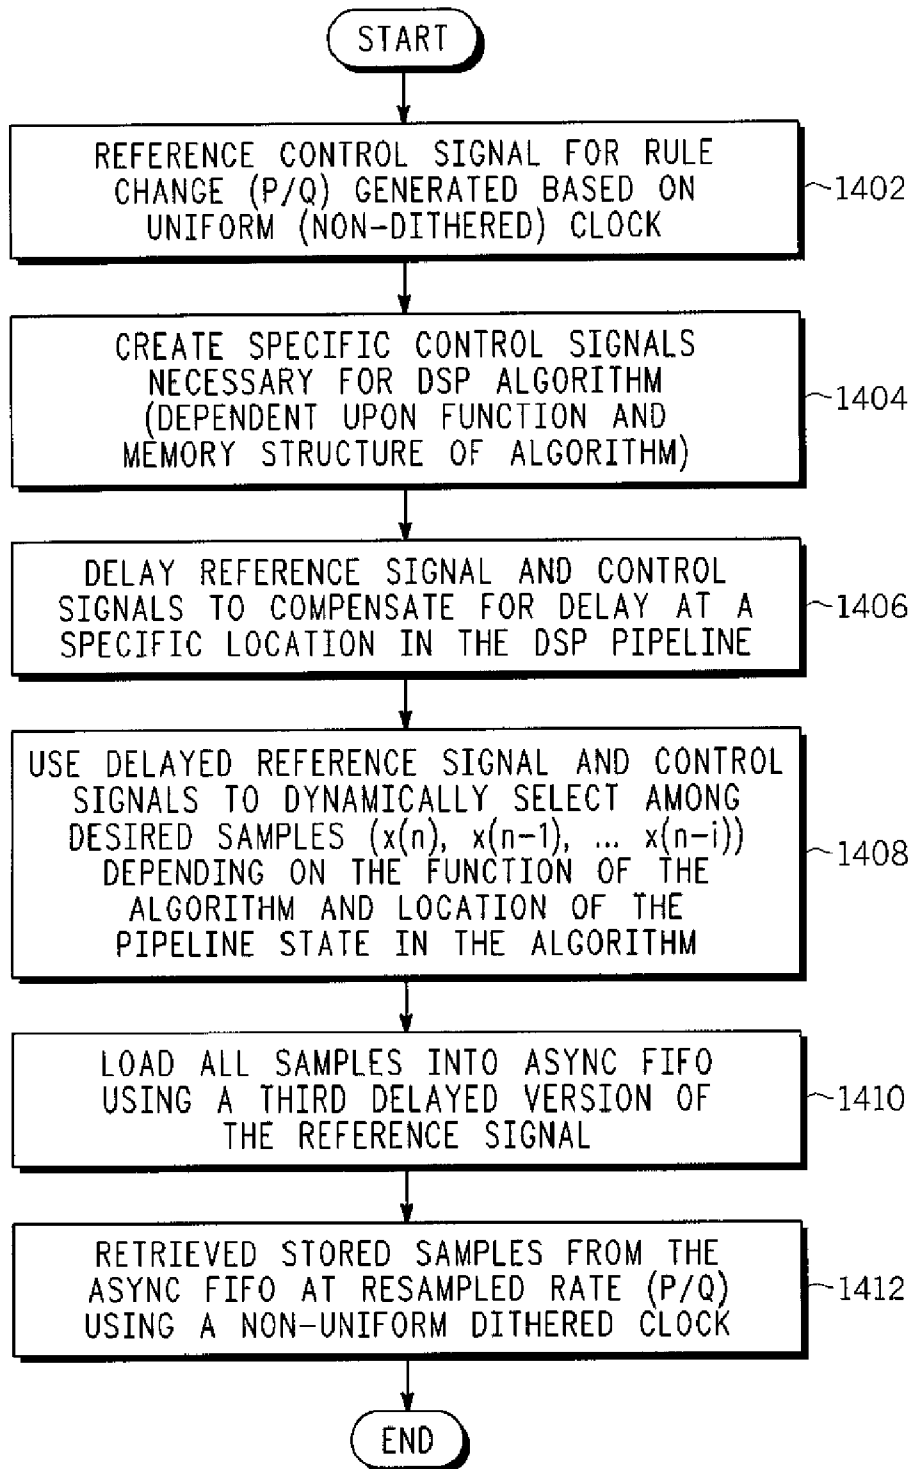 START
REFERENCE CONTROL SIGNAL FOR RULE
CHANGE (P/Q) GENERATED BASED ON
UNIFORM (NON-DITHERED) CLOCK
1402
CREATE SPECIFIC CONTROL SIGNALS
NECESSARY FOR DSP ALGORITHM
(DEPENDENT UPON FUNCTION AND
MEMORY STRUCTURE OF ALGORITHM)
1404
DELAY REFERENCE SIGNAL AND CONTROL
SIGNALS TO COMPENSATE FOR DELAY AT A
SPECIFIC LOCATION IN THE DSP PIPELINE
1406
USE DELAYED REFERENCE SIGNAL AND CONTROL
SIGNALS TO DYNAMICALLY SELECT AMONG
DESIRED SAMPLES (x(n), x(n-1), ... x(n-i))
DEPENDING ON THE FUNCTION OF THE
ALGORITHM AND LOCATION OF THE
PIPELINE STATE IN THE ALGORITHM
1408
LOAD ALL SAMPLES INTO ASYNC FIFO
USING A THIRD DELAYED VERSION OF
THE REFERENCE SIGNAL
1410
RETRIEVED STORED SAMPLES FROM THE
ASYNC FIFO AT RESAMPLED RATE (P/Q)
USING A NON-UNIFORM DITHERED CLOCK
1412
END